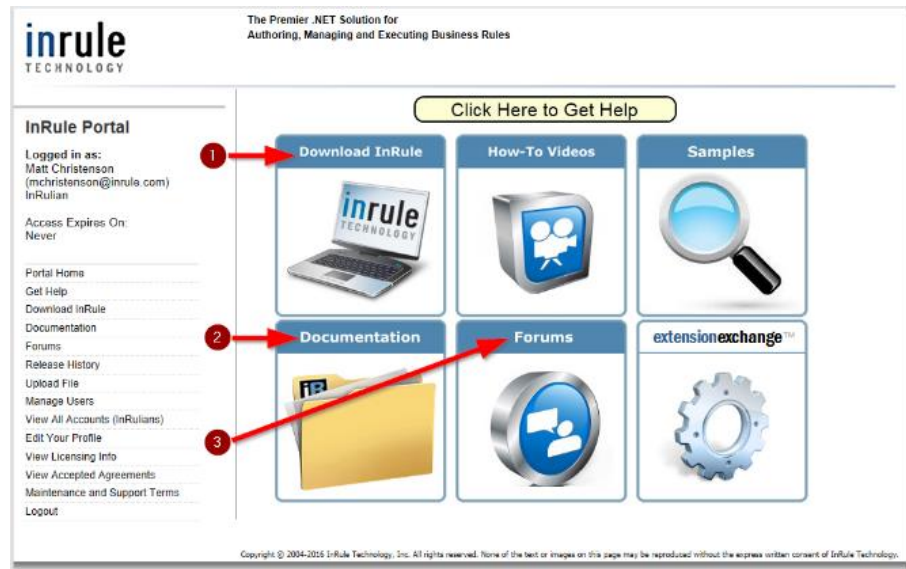 inrule
TECHNOLOGY
The Premier .NET Solution for
Authoring, Managing and Executing Business Rules
InRule Portal
Logged in as:
Matt Christenson
(mchristenson@inrule.com)
InRulian
Access Expires On:
Never
Portal Home
Get Help
Download InRule
Documentation
Forums
Release History
Upload File
Manage Users
View All Accounts (InRulians)
Edit Your Profile
View Licensing Info
View Accepted Agreements
Maintenance and Support Terms
Logout
Click Here to Get Help
1
Download InRule
How-To Videos
Samples
inrule
TECHNOLOGY
2
Documentation
Forums
extensionexchange™
3
Copyright © 2004-2016 InRule Technology, Inc. All rights reserved. None of the text or images on this page may be reproduced without the express written consent of InRule Technology.